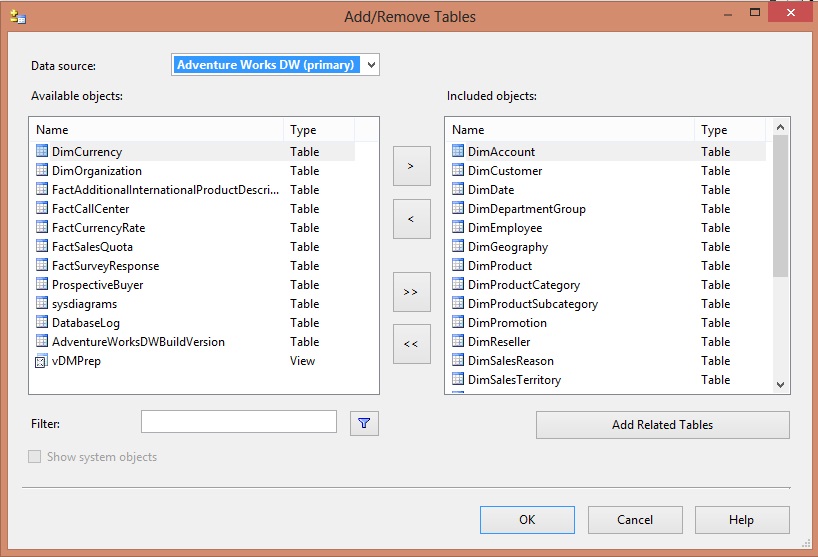 Add/Remove Tables
Data source: Adventure Works DW (primary)
Available objects:
Name Type
DimCurrency Table
DimOrganization Table
FactAdditionalInternationalProductDescri... Table
FactCallCenter Table
FactCurrencyRate Table
FactSalesQuota Table
FactSurveyResponse Table
ProspectiveBuyer Table
sysdiagrams Table
DatabaseLog Table
AdventureWorksDWBuildVersion Table
vDMPrep View
>
<
>>
<<
Included objects:
Name Type
DimAccount Table
DimCustomer Table
DimDate Table
DimDepartmentGroup Table
DimEmployee Table
DimGeography Table
DimProduct Table
DimProductCategory Table
DimProductSubcategory Table
DimPromotion Table
DimReseller Table
DimSalesReason Table
DimSalesTerritory Table
Filter:
Add Related Tables
Show system objects
OK Cancel Help